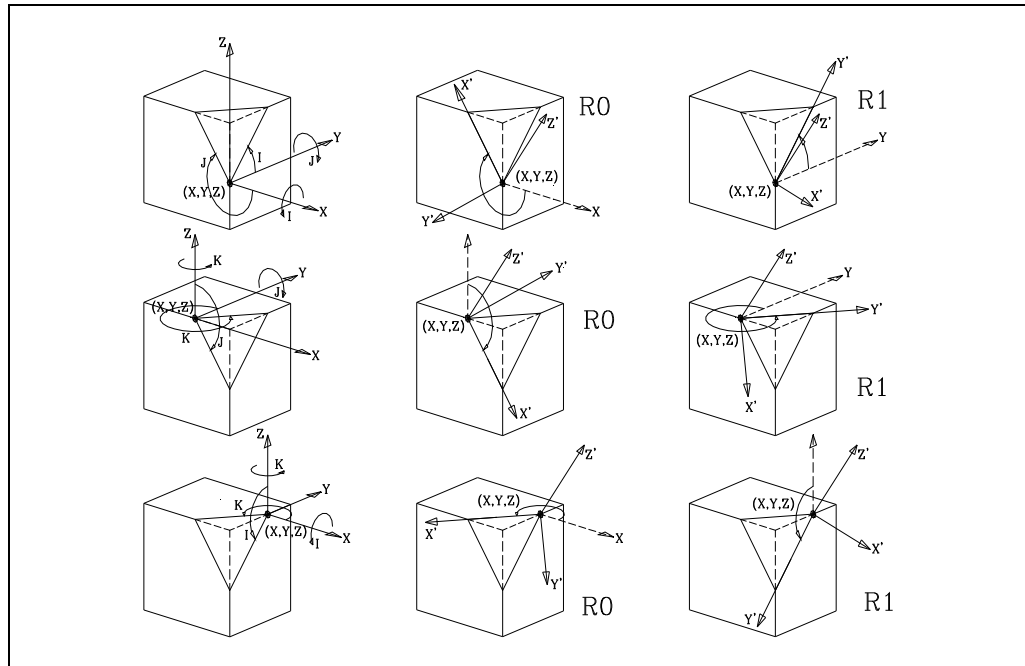 Z
Y
J
I
J
(X,Y,Z)
X
I
X'
R0
Z'
(X,Y,Z)
Y'
X
Y'
R1
Z'
Y
(X,Y,Z)
X'
Z
K
Y
J
(X,Y,Z)
K
J
X
Z'
Y'
(X,Y,Z)
R0
X'
Z'
Y
Y'
(X,Y,Z)
X'
R1
Z
K
Y
K
(X,Y,Z)
I
I
X
Z'
(X,Y,Z)
X'
X
Y'
R0
Z'
(X,Y,Z)
X'
Y'
R1